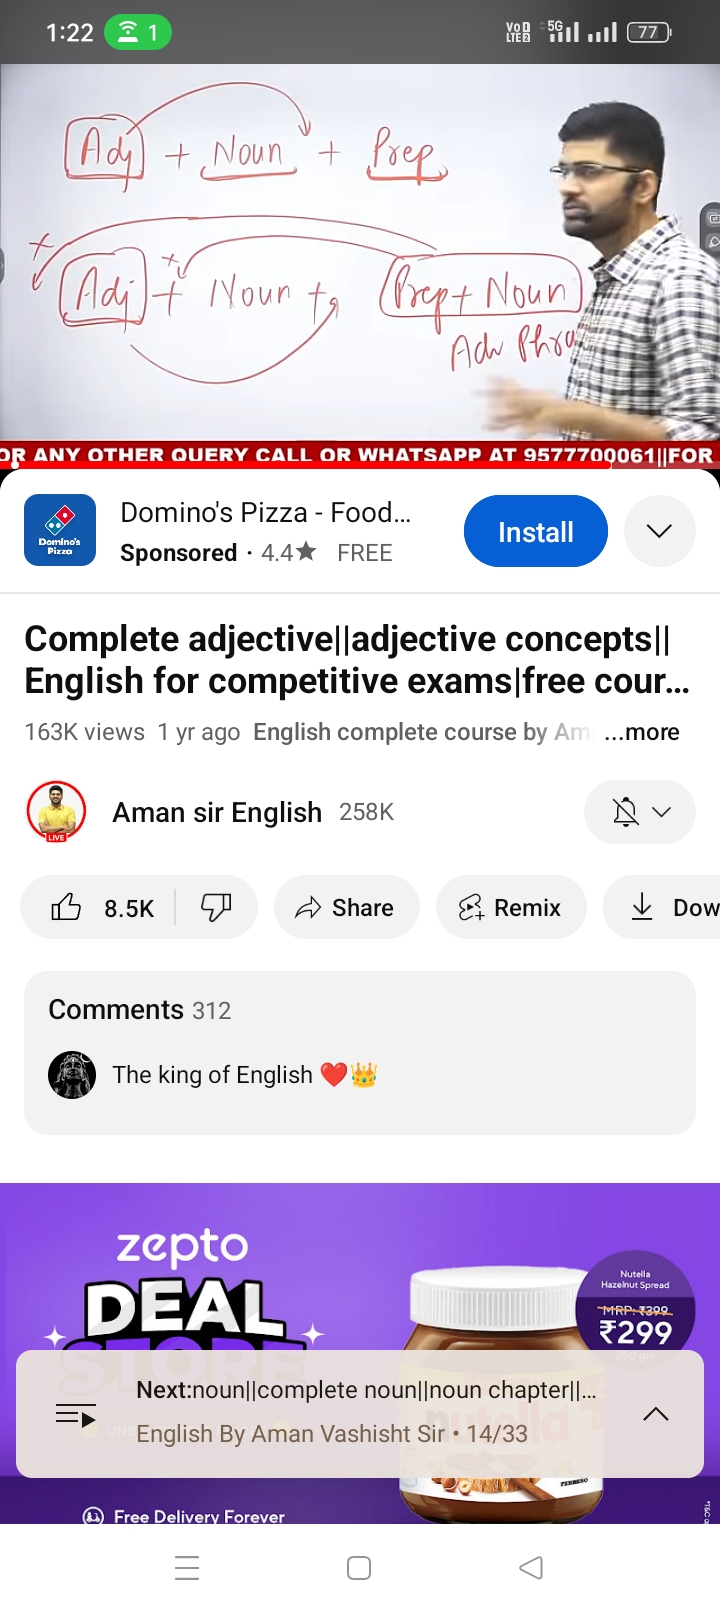 1:22 1 VoD LTE2 5G 77
Adj + Noun + Prep
Adj + Noun + Prep + Noun
Adv Phra
OR ANY OTHER QUERY CALL OR WHATSAPP AT 9577700061||FOR
Domino's Pizza
Domino's Pizza - Food...
Sponsored · 4.4★ FREE
Install
Complete adjective||adjective concepts||
English for competitive exams|free cour...
163K views 1 yr ago English complete course by Am ...more
Aman sir English 258K
LIVE
8.5K Share Remix Dow
Comments 312
The king of English ❤️👑
zepto
DEAL
STORE
Nutella
Hazelnut Spread
MRP: ₹399
₹299
Next:noun||complete noun||noun chapter||...
English By Aman Vashisht Sir • 14/33
nutella
FERRERO
Free Delivery Forever